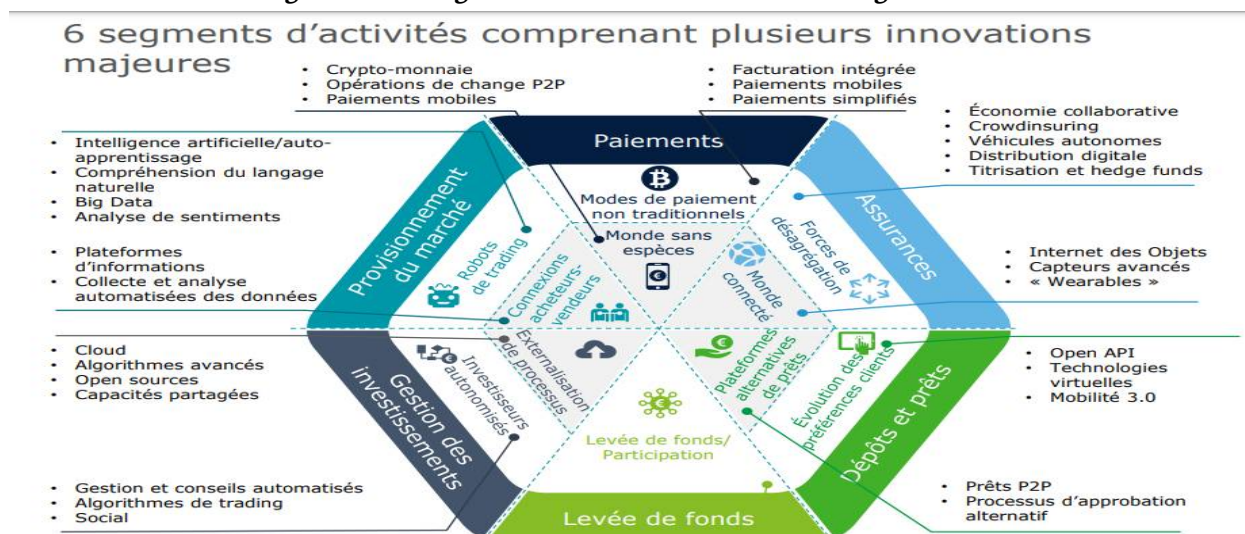 6 segments d’activités comprenant plusieurs innovations
majeures
• Crypto-monnaie
• Opérations de change P2P
• Paiements mobiles
• Facturation intégrée
• Paiements mobiles
• Paiements simplifiés
• Économie collaborative
• Crowdinsuring
• Véhicules autonomes
• Distribution digitale
• Titrisation et hedge funds
• Intelligence artificielle/auto-
apprentissage
• Compréhension du langage
naturelle
• Big Data
• Analyse de sentiments
• Plateformes
d’informations
• Collecte et analyse
automatisées des données
Paiements
Modes de paiement
non traditionnels
Monde sans
espèces
Provisionnement
du marché
Robots
de trading
Connexions
acheteurs-
vendeurs
Assurances
Forces de
désagrégation
Monde
connecté
• Internet des Objets
• Capteurs avancés
• « Wearables »
• Cloud
• Algorithmes avancés
• Open sources
• Capacités partagées
Gestion des
investissements
Investisseurs
autonomisés
Externalisation
de processus
Plateformes
alternatives
de prêts
Évolution des
préférences clients
Dépôts et prêts
• Open API
• Technologies
virtuelles
• Mobilité 3.0
Levée de fonds/
Participation
Levée de fonds
• Gestion et conseils automatisés
• Algorithmes de trading
• Social
• Prêts P2P
• Processus d’approbation
alternatif